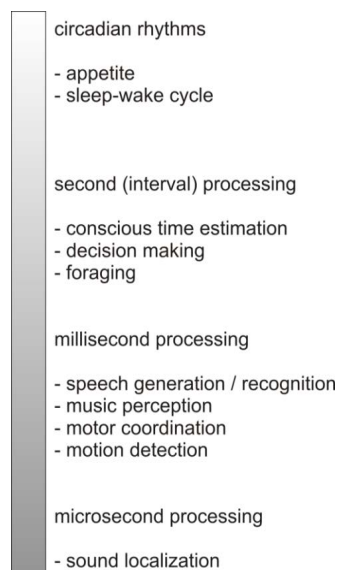 circadian rhythms
- appetite
- sleep-wake cycle
second (interval) processing
- conscious time estimation
- decision making
- foraging
millisecond processing
- speech generation / recognition
- music perception
- motor coordination
- motion detection
microsecond processing
- sound localization